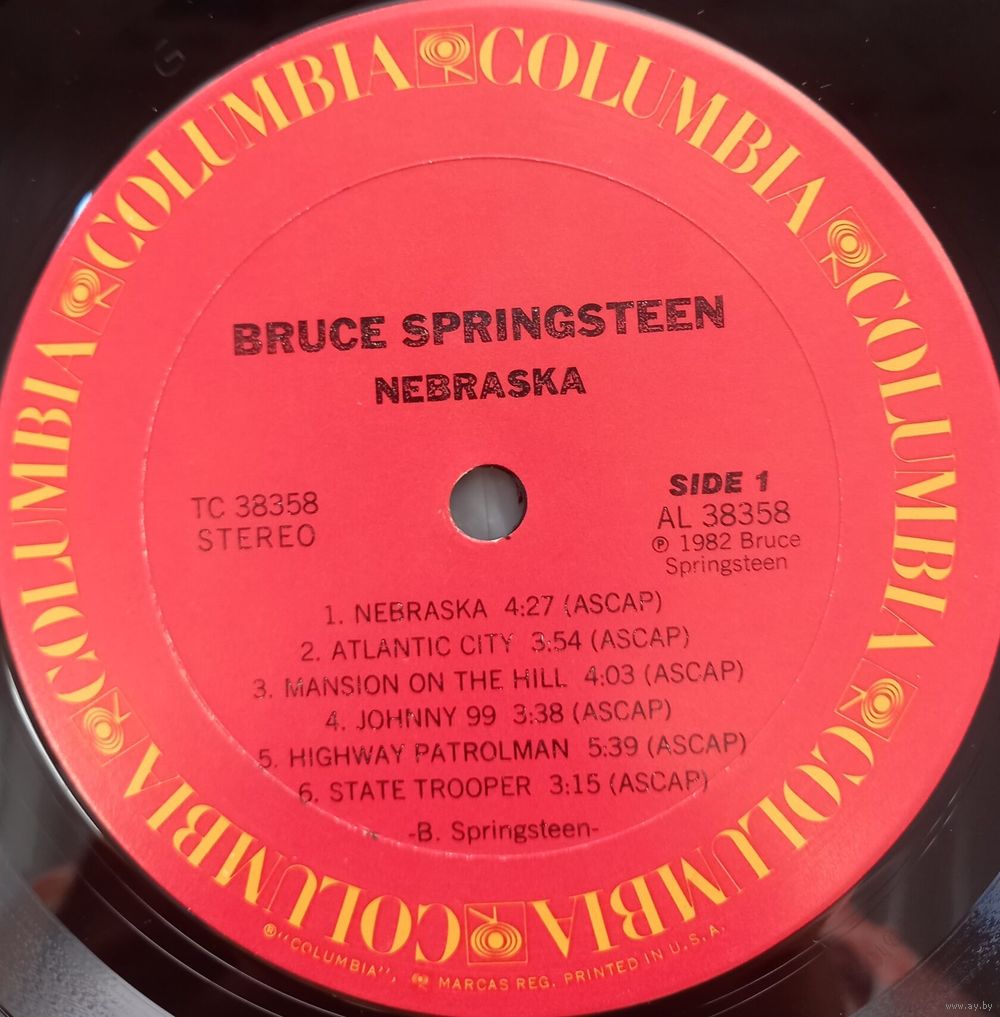 COLUMBIA COLUMBIA COLUMBIA COLUMBIA COLUMBIA COLUMBIA COLUMBIA COLUMBIA
BRUCE SPRINGSTEEN
NEBRASKA
TC 38358
STEREO
SIDE 1
AL 38358
℗ 1982 Bruce
Springsteen
1. NEBRASKA 4:27 (ASCAP)
2. ATLANTIC CITY 3:54 (ASCAP)
3. MANSION ON THE HILL 4:03 (ASCAP)
4. JOHNNY 99 3:38 (ASCAP)
5. HIGHWAY PATROLMAN 5:39 (ASCAP)
6. STATE TROOPER 3:15 (ASCAP)
-B. Springsteen-
®"COLUMBIA", MARCAS REG. PRINTED IN U.S.A.
www.ay.by